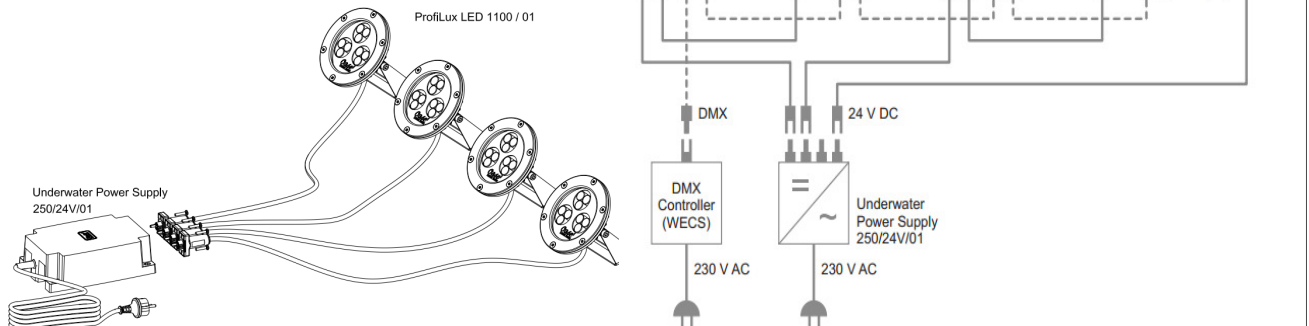 ProfiLux LED 1100 / 01
Underwater Power Supply
250/24V/01
DMX
24 V DC
DMX
Controller
(WECS)
=
~
Underwater
Power Supply
250/24V/01
230 V AC
230 V AC